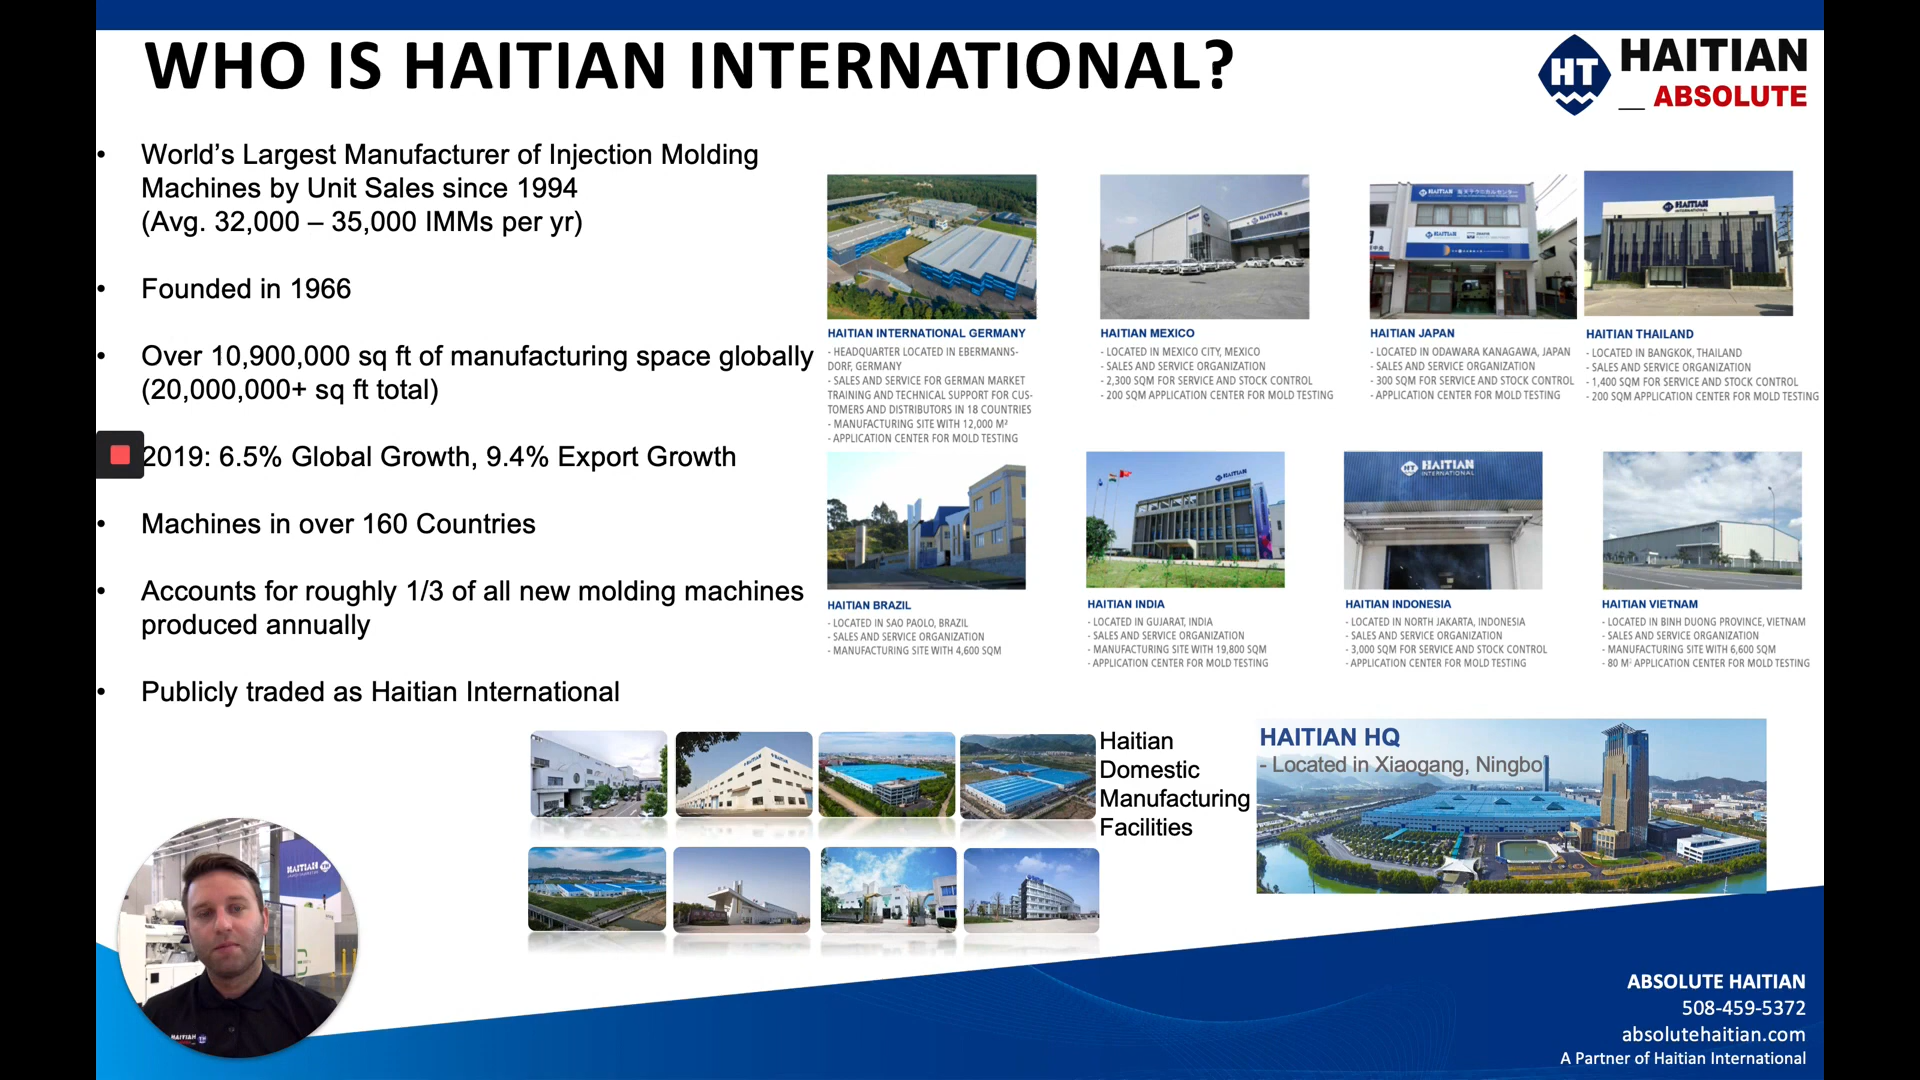 WHO IS HAITIAN INTERNATIONAL?
HT
HAITIAN
__ ABSOLUTE
• World’s Largest Manufacturer of Injection Molding
Machines by Unit Sales since 1994
(Avg. 32,000 – 35,000 IMMs per yr)
• Founded in 1966
• Over 10,900,000 sq ft of manufacturing space globally
(20,000,000+ sq ft total)
2019: 6.5% Global Growth, 9.4% Export Growth
• Machines in over 160 Countries
• Accounts for roughly 1/3 of all new molding machines
produced annually
• Publicly traded as Haitian International
HAITIAN INTERNATIONAL GERMANY
- HEADQUARTER LOCATED IN EBERMANNS-
DORF, GERMANY
- SALES AND SERVICE FOR GERMAN MARKET
TRAINING AND TECHNICAL SUPPORT FOR CUS-
TOMERS AND DISTRIBUTORS IN 18 COUNTRIES
- MANUFACTURING SITE WITH 12,000 M²
- APPLICATION CENTER FOR MOLD TESTING
HAITIAN MEXICO
- LOCATED IN MEXICO CITY, MEXICO
- SALES AND SERVICE ORGANIZATION
- 2,300 SQM FOR SERVICE AND STOCK CONTROL
- 200 SQM APPLICATION CENTER FOR MOLD TESTING
HAITIAN
HAITIAN JAPAN
- LOCATED IN ODAWARA KANAGAWA, JAPAN
- SALES AND SERVICE ORGANIZATION
- 300 SQM FOR SERVICE AND STOCK CONTROL
- APPLICATION CENTER FOR MOLD TESTING
HAITIAN
INTERNATIONAL
HAITIAN THAILAND
- LOCATED IN BANGKOK, THAILAND
- SALES AND SERVICE ORGANIZATION
- 1,400 SQM FOR SERVICE AND STOCK CONTROL
- 200 SQM APPLICATION CENTER FOR MOLD TESTING
HAITIAN BRAZIL
- LOCATED IN SAO PAOLO, BRAZIL
- SALES AND SERVICE ORGANIZATION
- MANUFACTURING SITE WITH 4,600 SQM
HAITIAN
HAITIAN INDIA
- LOCATED IN GUJARAT, INDIA
- SALES AND SERVICE ORGANIZATION
- MANUFACTURING SITE WITH 19,800 SQM
- APPLICATION CENTER FOR MOLD TESTING
HT HAITIAN
INTERNATIONAL
HAITIAN INDONESIA
- LOCATED IN NORTH JAKARTA, INDONESIA
- SALES AND SERVICE ORGANIZATION
- 3,000 SQM FOR SERVICE AND STOCK CONTROL
- APPLICATION CENTER FOR MOLD TESTING
HAITIAN VIETNAM
- LOCATED IN BINH DUONG PROVINCE, VIETNAM
- SALES AND SERVICE ORGANIZATION
- MANUFACTURING SITE WITH 6,600 SQM
- 80 M² APPLICATION CENTER FOR MOLD TESTING
Haitian
Domestic
Manufacturing
Facilities
HAITIAN HQ
- Located in Xiaogang, Ningbo
HAITIAN
HAITIAN
ABSOLUTE HAITIAN
508-459-5372
absolutehaitian.com
A Partner of Haitian International